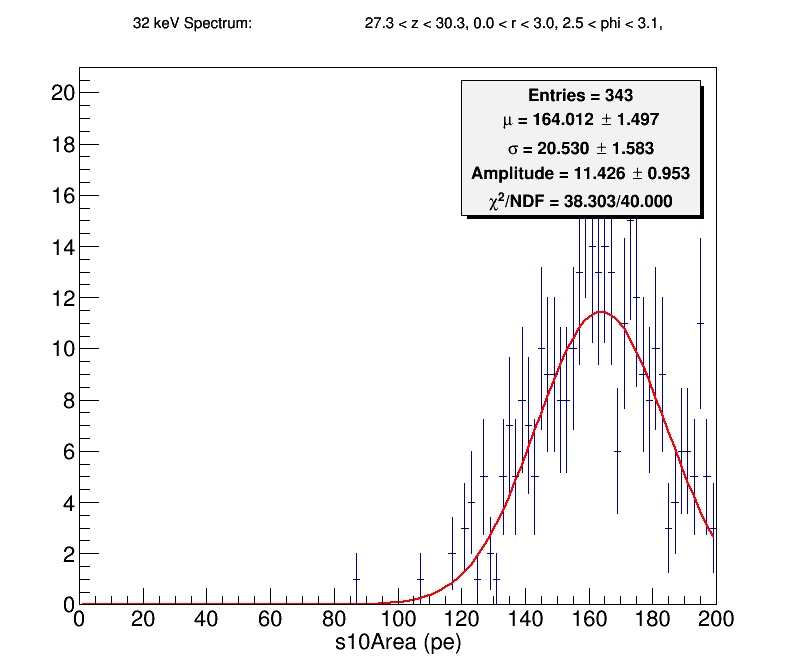 32 keV Spectrum: 27.3 < z < 30.3, 0.0 < r < 3.0, 2.5 < phi < 3.1,
Entries = 343
μ = 164.012 ± 1.497
σ = 20.530 ± 1.583
Amplitude = 11.426 ± 0.953
χ²/NDF = 38.303/40.000
20
18
16
14
12
10
8
6
4
2
0
0 20 40 60 80 100 120 140 160 180 200
s10Area (pe)